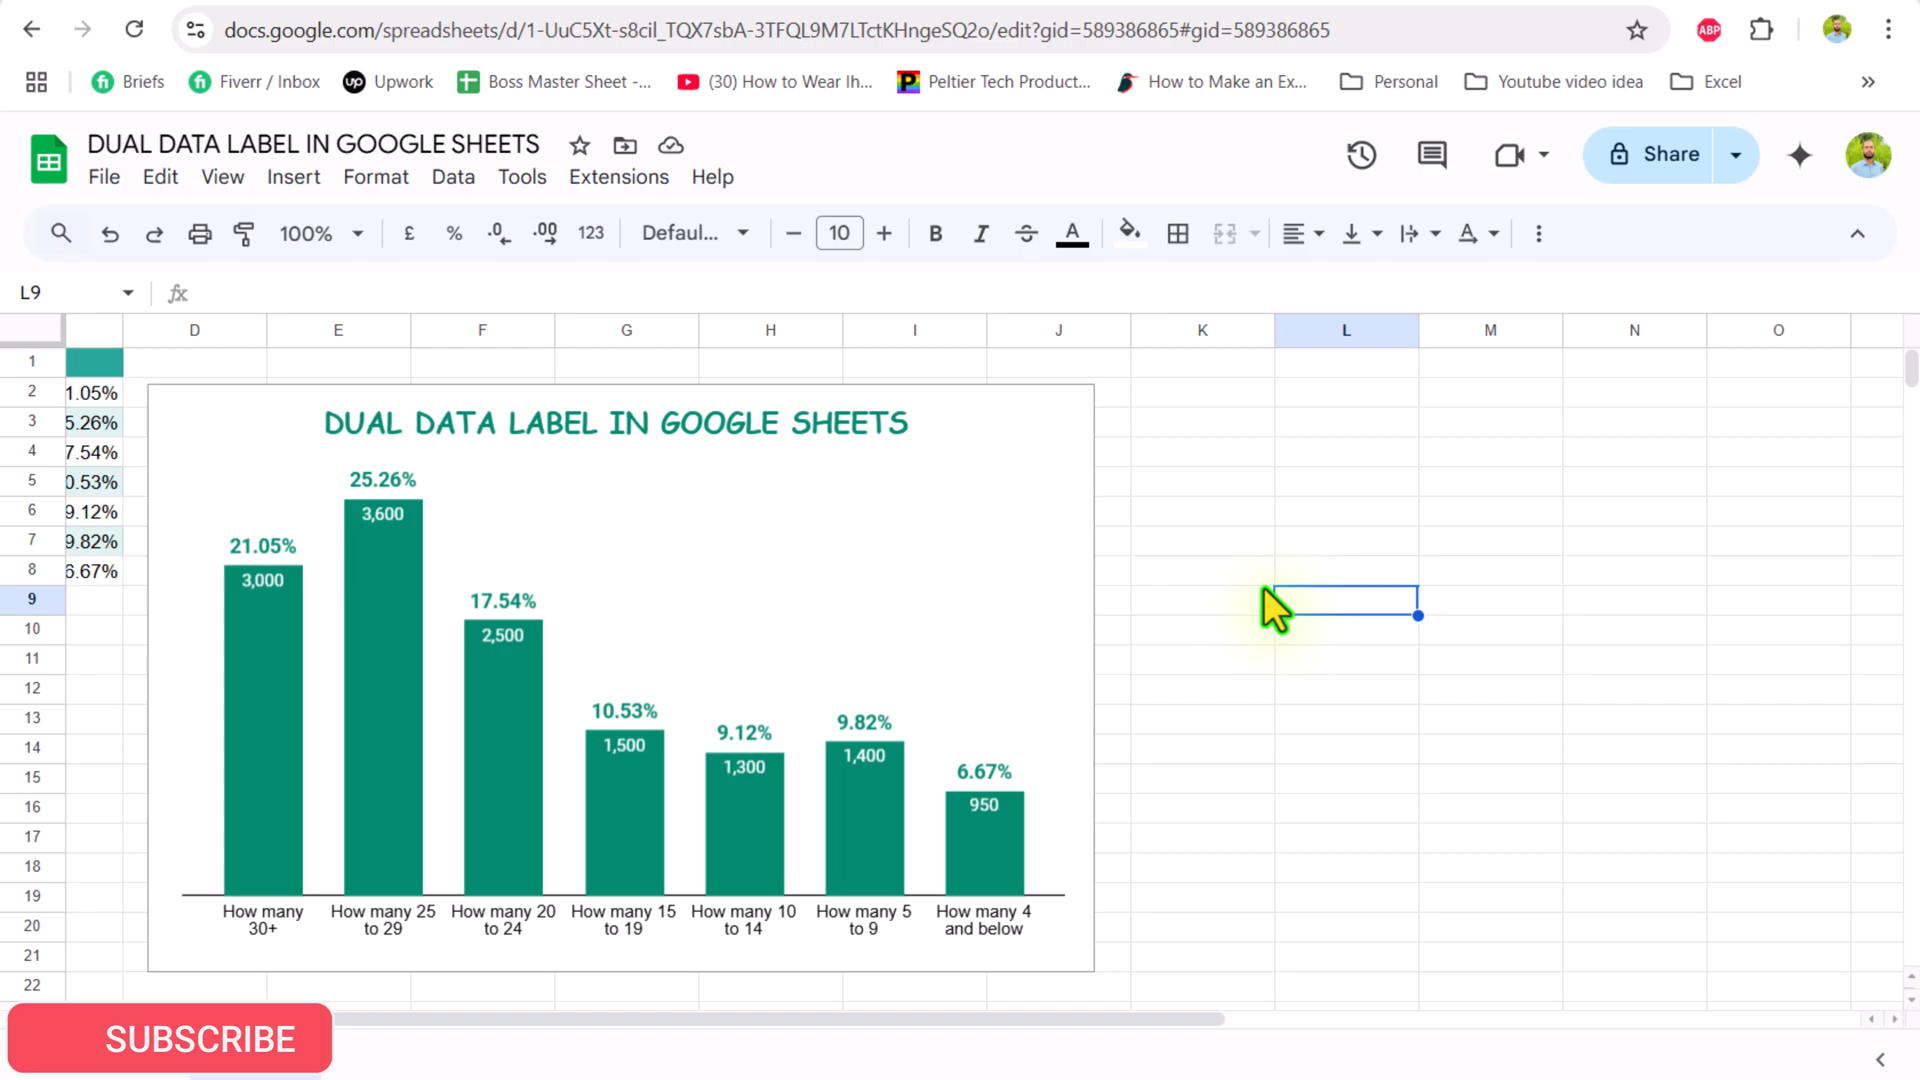 docs.google.com/spreadsheets/d/1-UuC5Xt-s8cil_TQX7sbA-3TFQL9M7LTctKHngeSQ2o/edit?gid=589386865#gid=589386865
ABP
Briefs
Fiverr / Inbox
Upwork
Boss Master Sheet -...
(30) How to Wear Ih...
Peltier Tech Product...
How to Make an Ex...
Personal
Youtube video idea
Excel
DUAL DATA LABEL IN GOOGLE SHEETS
File Edit View Insert Format Data Tools Extensions Help
Share
100% £ % .0 .00 123 Defaul... 10 B I A
L9 fx
D E F G H I J K L M N O
1
2 1.05%
3 5.26%
4 7.54%
5 0.53%
6 9.12%
7 9.82%
8 6.67%
9
10
11
12
13
14
15
16
17
18
19
20
21
22
DUAL DATA LABEL IN GOOGLE SHEETS
21.05% 25.26% 17.54% 10.53% 9.12% 9.82% 6.67%
3,000 3,600 2,500 1,500 1,300 1,400 950
How many 30+
How many 25 to 29
How many 20 to 24
How many 15 to 19
How many 10 to 14
How many 5 to 9
How many 4 and below
SUBSCRIBE